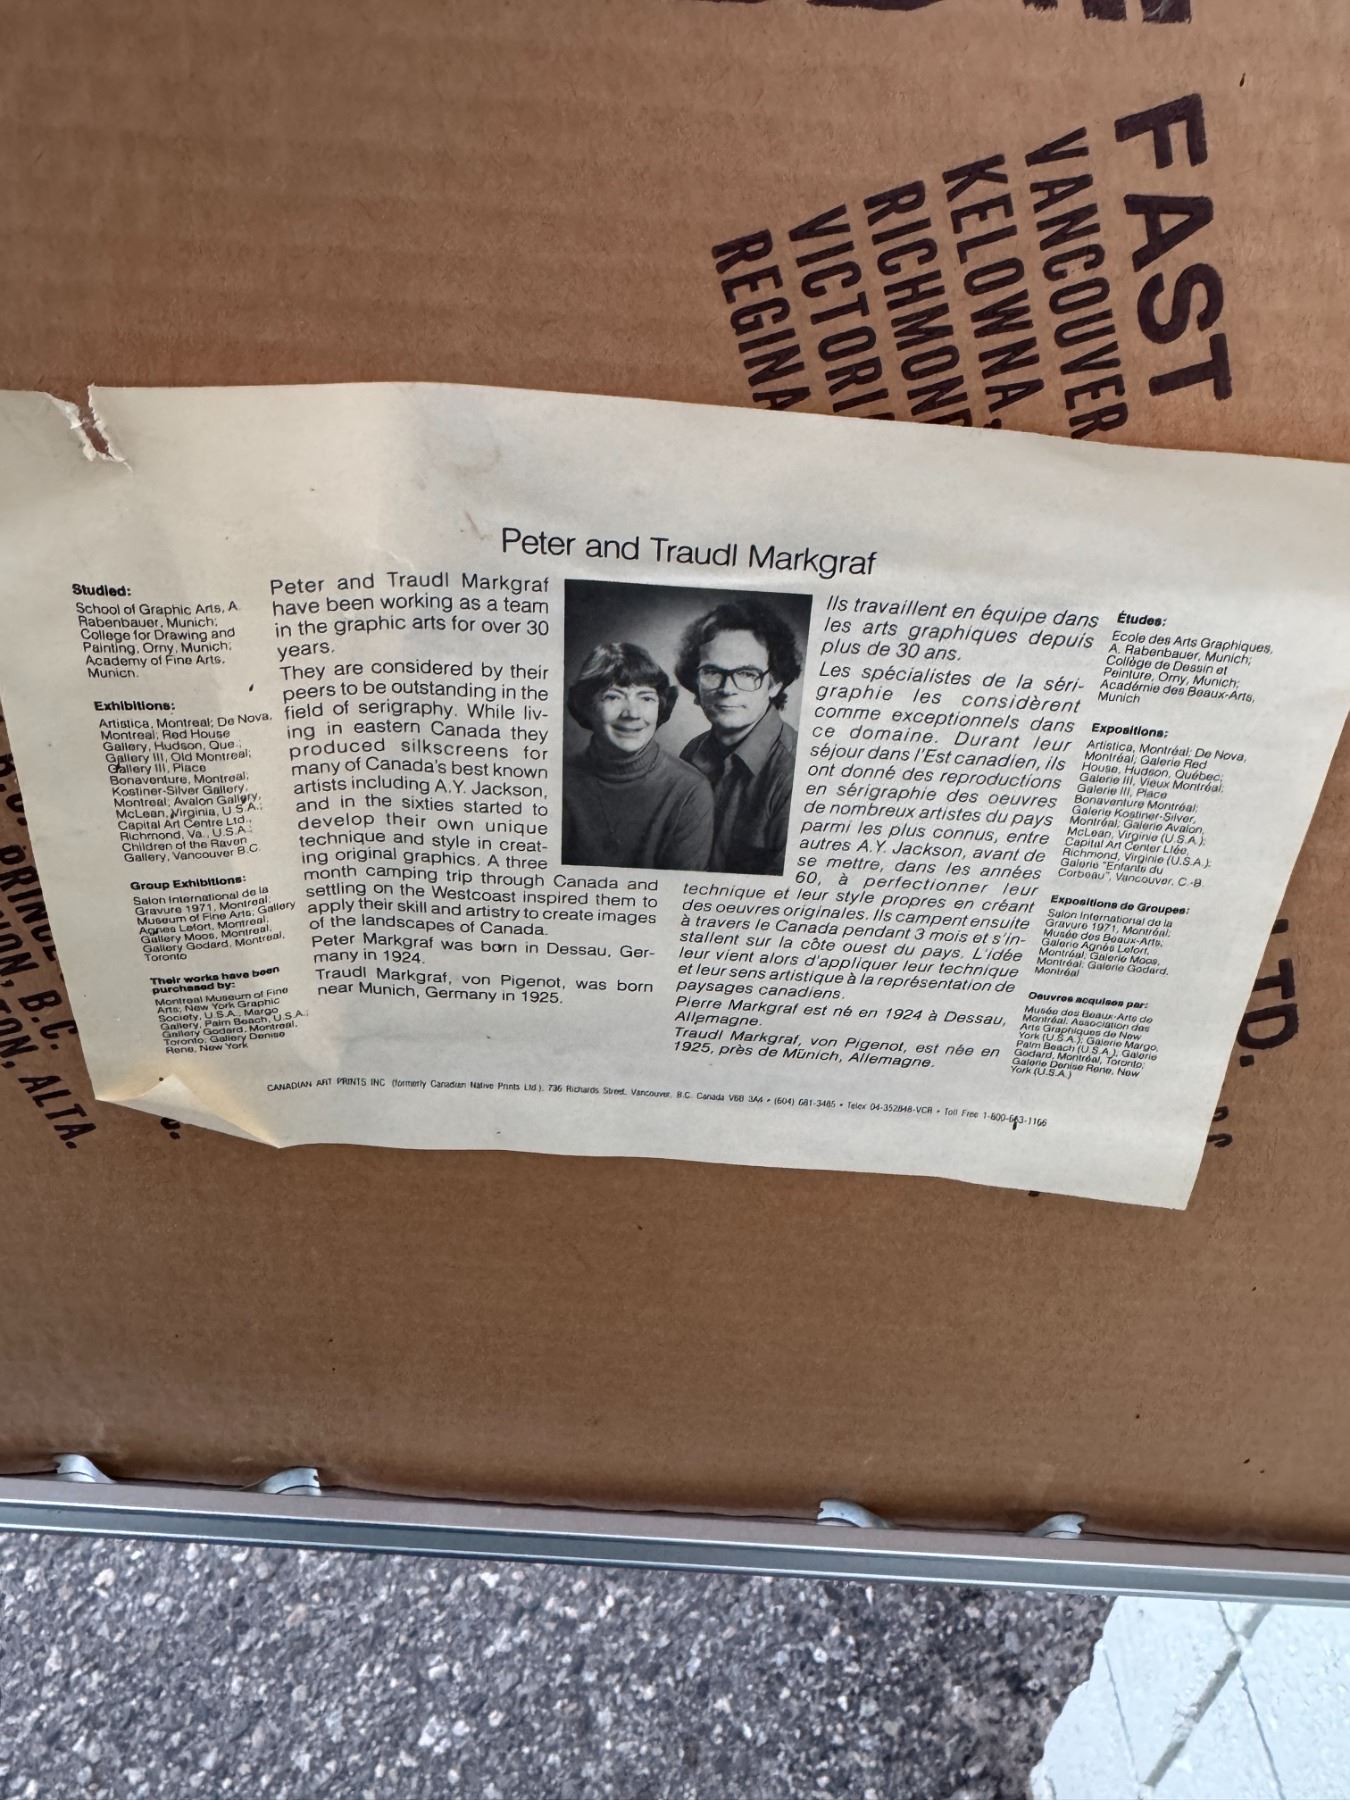 FAST
VANCOUVER
KELOWNA,
RICHMOND
VICTORI
REGINA
Peter and Traudl Markgraf
Studied:
School of Graphic Arts, A.
Rabenbauer, Munich;
College for Drawing and
Painting, Orny, Munich;
Academy of Fine Arts,
Munich.
Exhibitions:
Artistica, Montreal; De Nova,
Montreal; Red House
Gallery, Hudson, Que.;
Gallery III, Old Montreal;
Gallery III, Place
Bonaventure, Montreal;
Kostiner-Silver Gallery,
Montreal; Avalon Gallery,
McLean, Virginia, U.S.A.;
Capital Art Centre Ltd.,
Richmond, Va., U.S.A.;
Children of the Raven
Gallery, Vancouver B.C.
Group Exhibitions:
Salon International de la
Gravure 1971, Montreal;
Museum of Fine Arts; Gallery
Agnes Lefort, Montreal;
Gallery Moos, Montreal;
Gallery Godard, Montreal,
Toronto
Their works have been
purchased by:
Montreal Museum of Fine
Arts; New York Graphic
Society, U.S.A., Margo
Gallery, Palm Beach, U.S.A.;
Gallery Godard, Montreal,
Toronto; Gallery Denise
Rene, New York
Peter and Traudl Markgraf
have been working as a team
in the graphic arts for over 30
years.
They are considered by their
peers to be outstanding in the
field of serigraphy. While liv-
ing in eastern Canada they
produced silkscreens for
many of Canada's best known
artists including A.Y. Jackson,
and in the sixties started to
develop their own unique
technique and style in creat-
ing original graphics. A three
month camping trip through Canada and
settling on the Westcoast inspired them to
apply their skill and artistry to create images
of the landscapes of Canada.
Peter Markgraf was born in Dessau, Ger-
many in 1924.
Traudl Markgraf, von Pigenot, was born
near Munich, Germany in 1925.
Ils travaillent en équipe dans
les arts graphiques depuis
plus de 30 ans.
Les spécialistes de la séri-
graphie les considèrent
comme exceptionnels dans
ce domaine. Durant leur
séjour dans l'Est canadien, ils
ont donné des reproductions
en sérigraphie des oeuvres
de nombreux artistes du pays
parmi les plus connus, entre
autres A.Y. Jackson, avant de
se mettre, dans les années
60, à perfectionner leur
technique et leur style propres en créant
des oeuvres originales. Ils campent ensuite
à travers le Canada pendant 3 mois et s'in-
stallent sur la côte ouest du pays. L'idée
leur vient alors d'appliquer leur technique
et leur sens artistique à la représentation de
paysages canadiens.
Pierre Markgraf est né en 1924 à Dessau,
Allemagne.
Traudl Markgraf, von Pigenot, est née en
1925, près de Münich, Allemagne.
Études:
Ecole des Arts Graphiques,
A. Rabenbauer, Munich;
Collège de Dessin et
Peinture, Orny, Munich;
Académie des Beaux-Arts,
Munich
Expositions:
Artistica, Montréal; De Nova,
Montréal; Galerie Red
House, Hudson, Québec;
Galerie III, Vieux Montréal;
Galerie III, Place
Bonaventure Montréal;
Galerie Kostiner-Silver,
Montréal; Galerie Avalon,
McLean, Virginie (U.S.A.);
Capital Art Center Ltée,
Richmond, Virginie (U.S.A.);
Galerie "Enfants du
Corbeau", Vancouver, C.-B.
Expositions de Groupes:
Salon International de la
Gravure 1971, Montréal;
Musée des Beaux-Arts,
Galerie Agnès Lefort,
Montréal; Galerie Moos,
Montréal; Galerie Godard,
Montréal
Oeuvres acquises par:
Musée des Beaux-Arts de
Montréal, Association des
Arts Graphiques de New
York (U.S.A.); Galerie Margo,
Palm Beach (U.S.A.), Galerie
Godard, Montréal, Toronto;
Galerie Denise Rene, New
York (U.S.A.)
CANADIAN ART PRINTS INC (formerly Canadian Native Prints Ltd.). 736 Richards Street, Vancouver, B.C. Canada V6B 3A4 • (604) 681-3485 • Telex 04-352848-VCR • Toll Free 1-800-663-1166
LTD.
B.C.
ALTA.